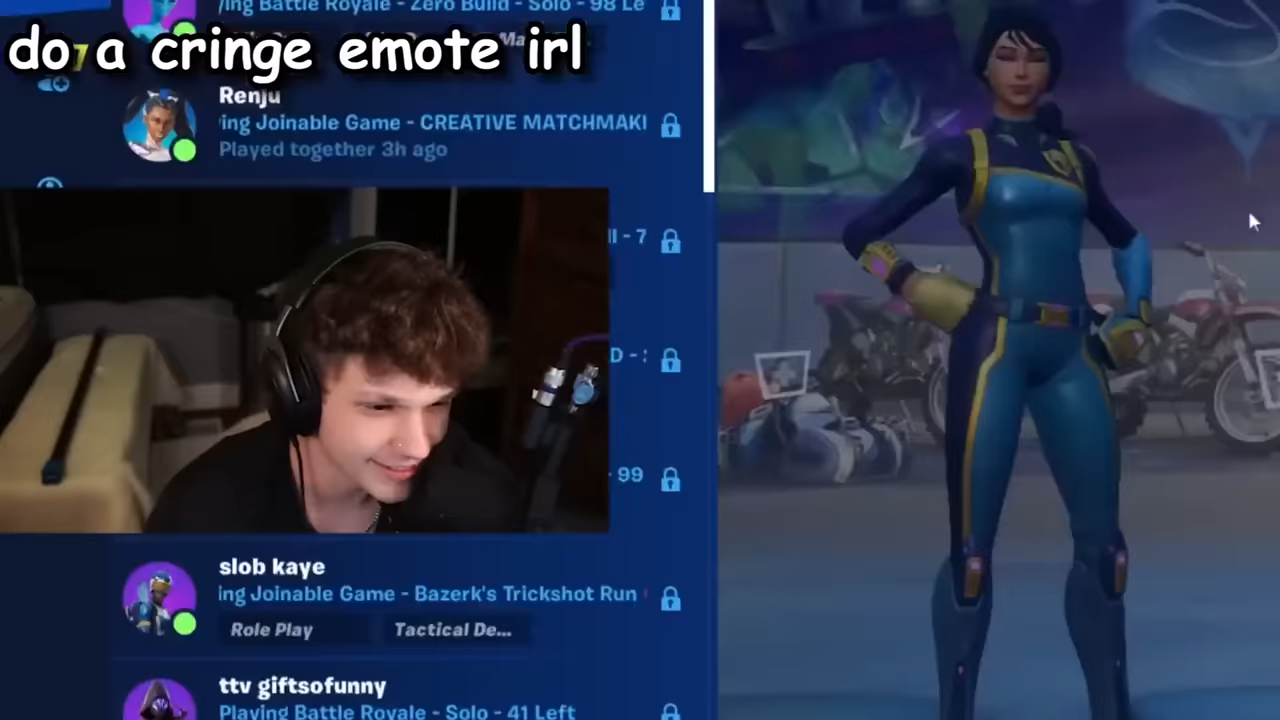 ing Battle Royale - Zero Build - Solo - 98 Le
do a cringe emote irl
Renju
ing Joinable Game - CREATIVE MATCHMAKI
Played together 3h ago
- 7
D -
99
slob kaye
ing Joinable Game - Bazerk's Trickshot Run
Role Play
Tactical De...
ttv giftsofunny
Playing Battle Royale - Solo - 41 Left